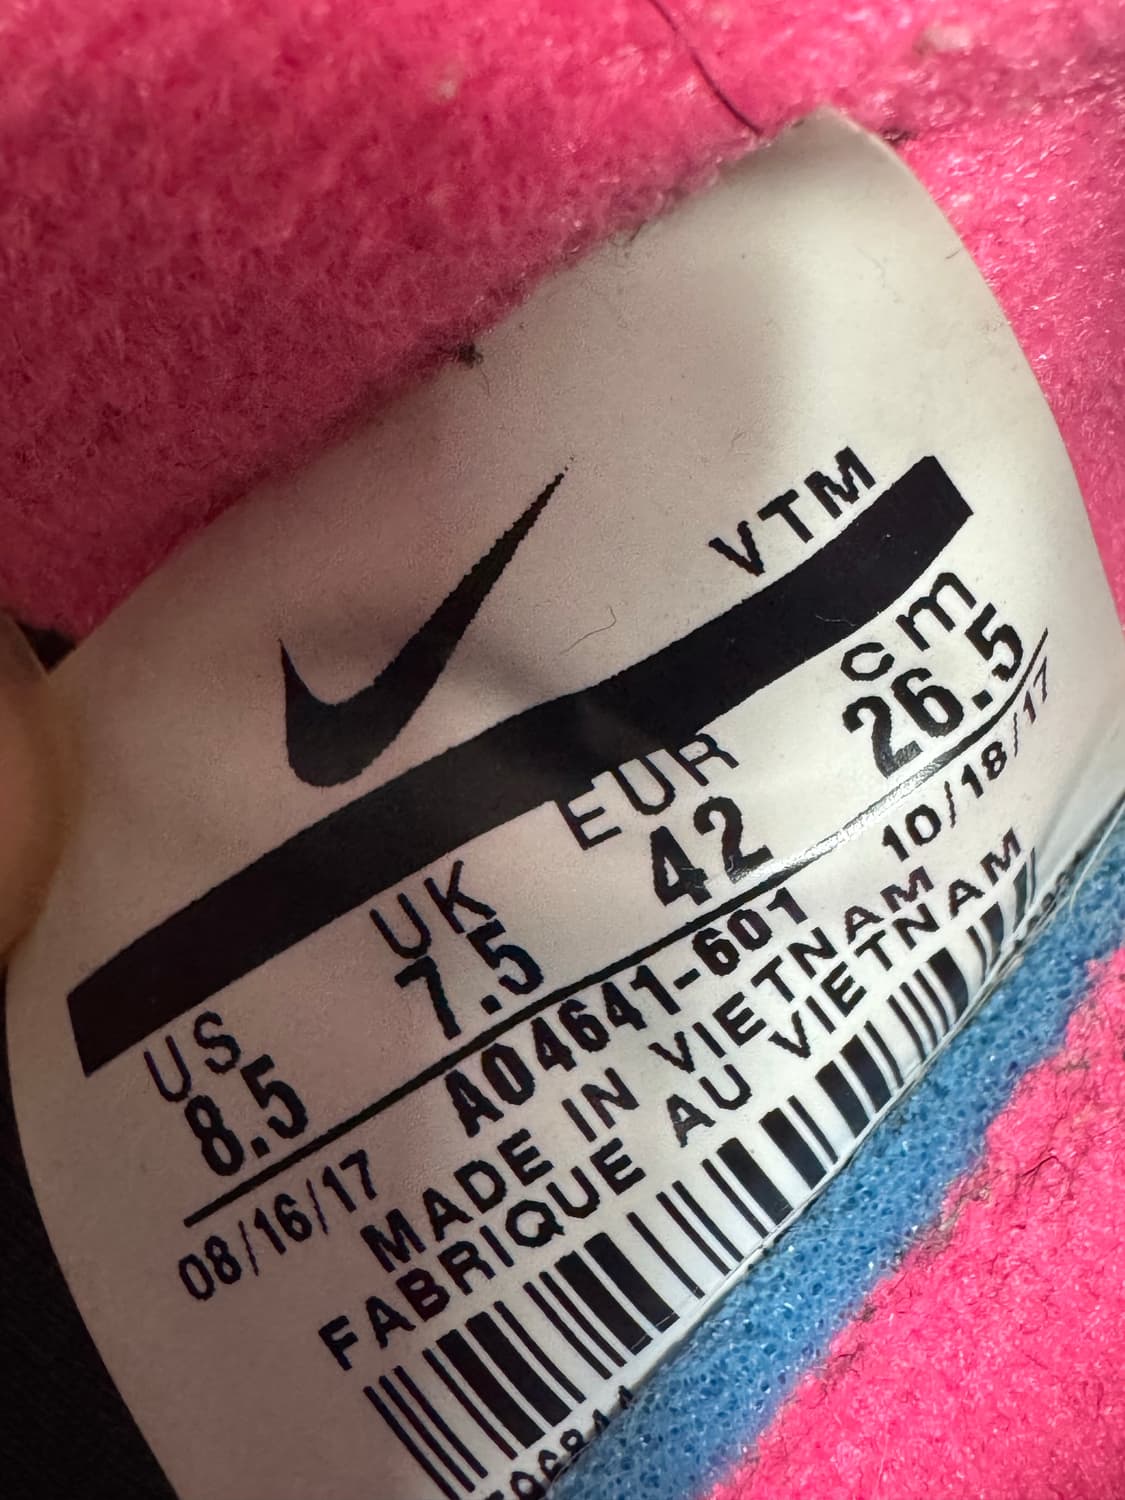 VTM
US UK EUR cm
8.5 7.5 42 26.5
08/16/17 AO4641-601 10/18/17
MADE IN VIETNAM
FABRIQUE AU VIETNAM